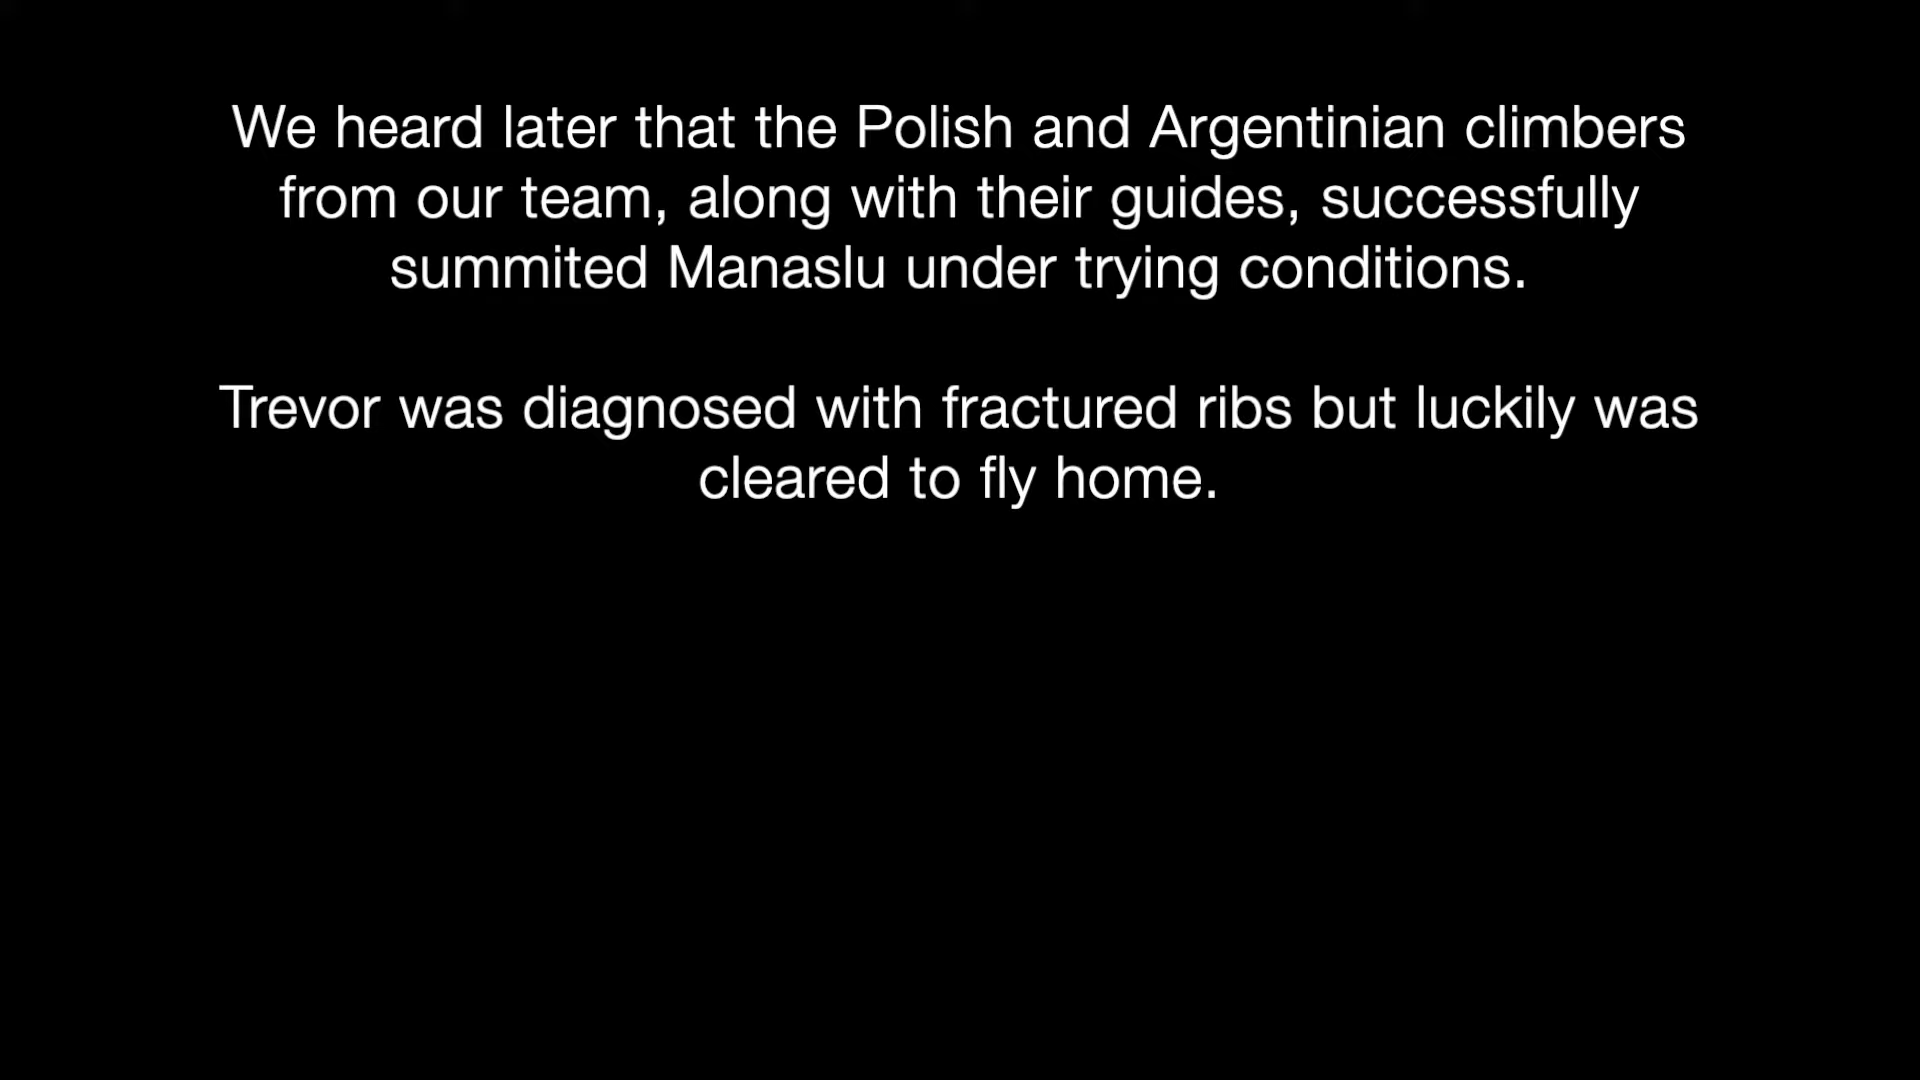 We heard later that the Polish and Argentinian climbers
from our team, along with their guides, successfully
summited Manaslu under trying conditions.
Trevor was diagnosed with fractured ribs but luckily was
cleared to fly home.